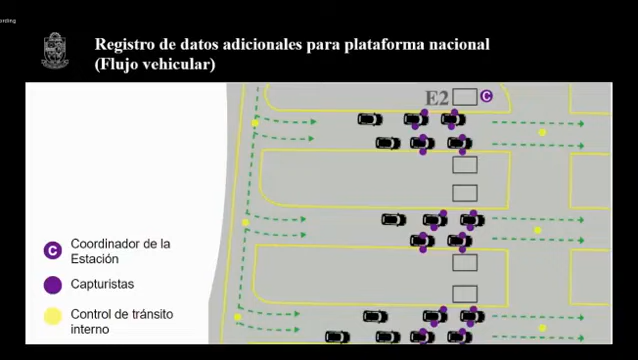 ording
Registro de datos adicionales para plataforma nacional
(Flujo vehicular)
E2
C
C
Coordinador de la
Estación
Capturistas
Control de tránsito
interno